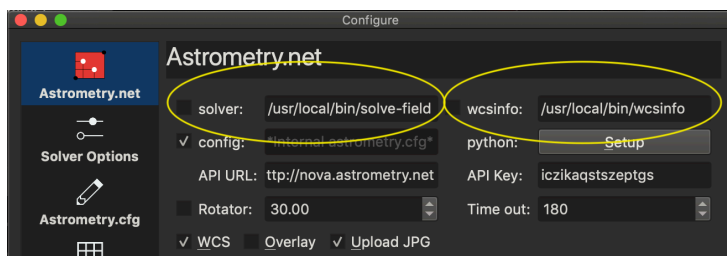 Configure
Astrometry.net
Astrometry.net
solver: /usr/local/bin/solve-field wcsinfo: /usr/local/bin/wcsinfo
config: *Internal astrometry.cfg* python: Setup
Solver Options
API URL: ttp://nova.astrometry.net API Key: iczikaqstszeptgs
Astrometry.cfg
Rotator: 30.00 Time out: 180
WCS Overlay Upload JPG